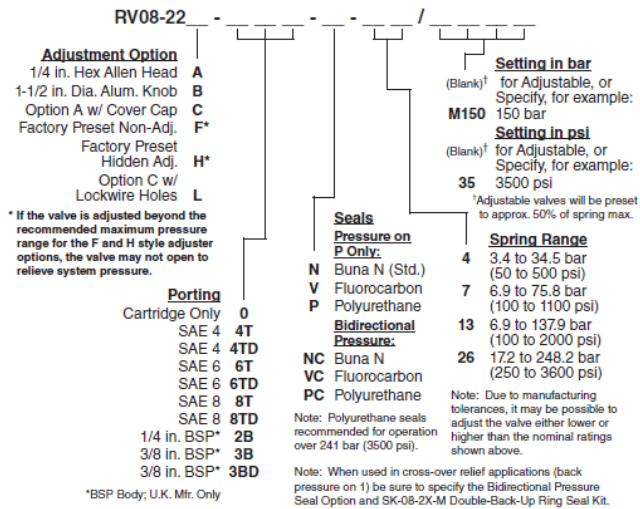 RV08-22__ - __ __ __ - __ - __ __ / __ __ __ __
Adjustment Option
1/4 in. Hex Allen Head A
1-1/2 in. Dia. Alum. Knob B
Option A w/ Cover Cap C
Factory Preset Non-Adj. F*
Factory Preset
Hidden Adj. H*
Option C w/
Lockwire Holes L
* If the valve is adjusted beyond the
recommended maximum pressure
range for the F and H style adjuster
options, the valve may not open to
relieve system pressure.
Porting
Cartridge Only 0
SAE 4 4T
SAE 4 4TD
SAE 6 6T
SAE 6 6TD
SAE 8 8T
SAE 8 8TD
1/4 in. BSP* 2B
3/8 in. BSP* 3B
3/8 in. BSP* 3BD
*BSP Body; U.K. Mfr. Only
Seals
Pressure on
P Only:
N Buna N (Std.)
V Fluorocarbon
P Polyurethane
Bidirectional
Pressure:
NC Buna N
VC Fluorocarbon
PC Polyurethane
Note: Polyurethane seals
recommended for operation
over 241 bar (3500 psi).
Setting in bar
(Blank)† for Adjustable, or
Specify, for example:
M150 150 bar
Setting in psi
(Blank)† for Adjustable, or
Specify, for example:
35 3500 psi
†Adjustable valves will be preset
to approx. 50% of spring max.
Spring Range
4 3.4 to 34.5 bar
(50 to 500 psi)
7 6.9 to 75.8 bar
(100 to 1100 psi)
13 6.9 to 137.9 bar
(100 to 2000 psi)
26 17.2 to 248.2 bar
(250 to 3600 psi)
Note: Due to manufacturing
tolerances, it may be possible to
adjust the valve either lower or
higher than the nominal ratings
shown above.
Note: When used in cross-over relief applications (back
pressure on 1) be sure to specify the Bidirectional Pressure
Seal Option and SK-08-2X-M Double-Back-Up Ring Seal Kit.